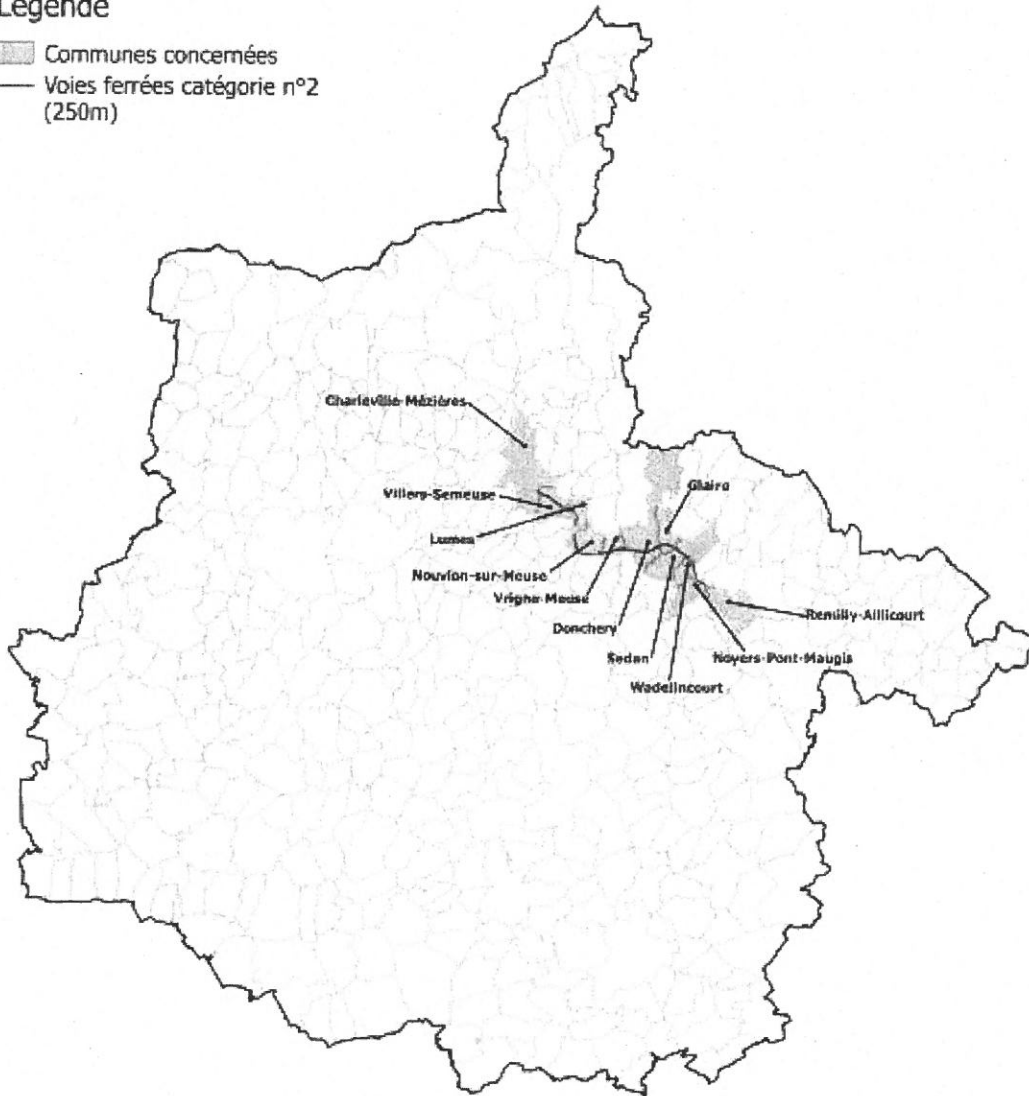 Légende
Communes concernées
Voies ferrées catégorie n°2
(250m)
Charleville-Mézières
Villers-Semeuse
Glaire
Lumes
Nouvion-sur-Meuse
Vrigne-Meuse
Donchery
Remilly-Aillicourt
Sedan
Noyers-Pont-Maugis
Wadelincourt